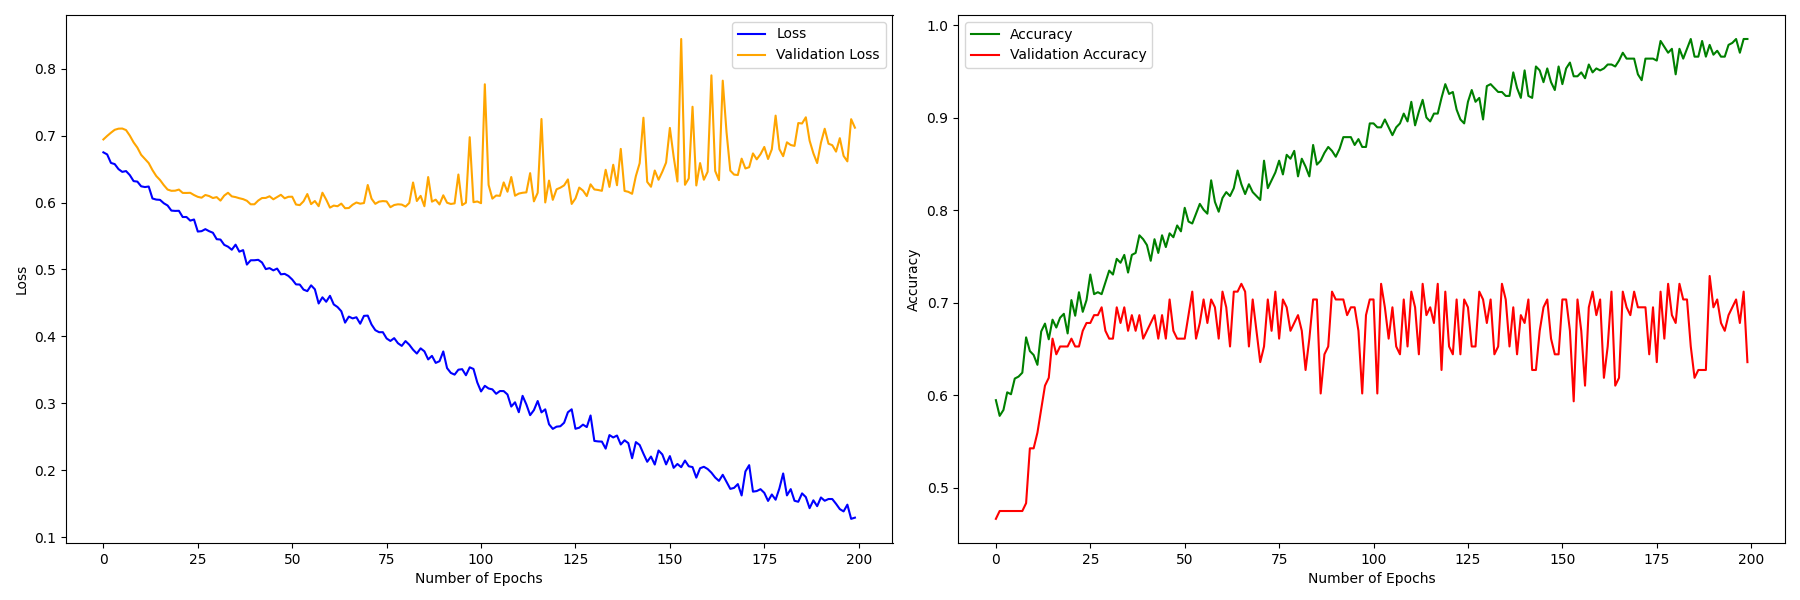 Loss
Validation Loss
0.8
0.7
0.6
0.5
0.4
0.3
0.2
0.1
Loss
0 25 50 75 100 125 150 175 200
Number of Epochs
Accuracy
Validation Accuracy
1.0
0.9
0.8
0.7
0.6
0.5
Accuracy
0 25 50 75 100 125 150 175 200
Number of Epochs